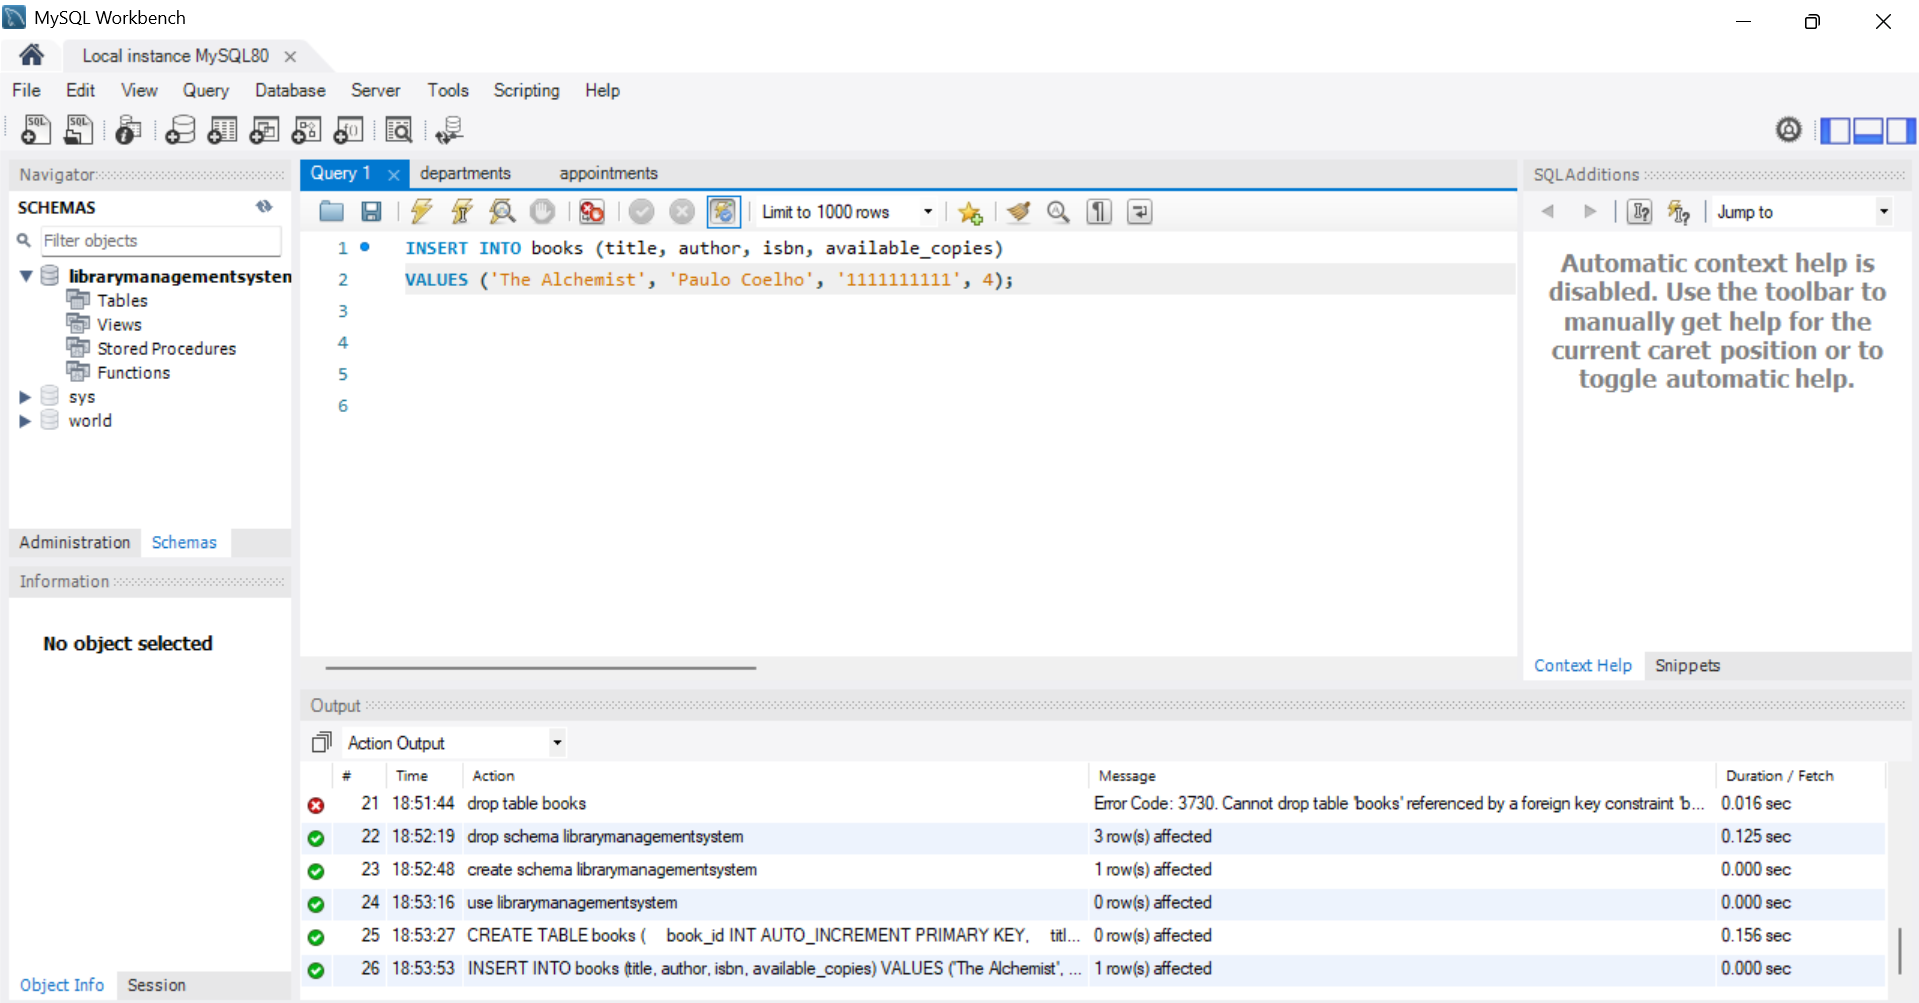 MySQL Workbench
Local instance MySQL80
File Edit View Query Database Server Tools Scripting Help
Navigator
SCHEMAS
Filter objects
librarymanagementsystem
Tables
Views
Stored Procedures
Functions
sys
world
Administration Schemas
Information
No object selected
Object Info Session
Query 1 departments appointments
Limit to 1000 rows
1 INSERT INTO books (title, author, isbn, available_copies)
2 VALUES ('The Alchemist', 'Paulo Coelho', '1111111111', 4);
3
4
5
6
SQLAdditions
Jump to
Automatic context help is
disabled. Use the toolbar to
manually get help for the
current caret position or to
toggle automatic help.
Context Help Snippets
Output
Action Output
# Time Action Message Duration / Fetch
21 18:51:44 drop table books Error Code: 3730. Cannot drop table 'books' referenced by a foreign key constraint 'b... 0.016 sec
22 18:52:19 drop schema librarymanagementsystem 3 row(s) affected 0.125 sec
23 18:52:48 create schema librarymanagementsystem 1 row(s) affected 0.000 sec
24 18:53:16 use librarymanagementsystem 0 row(s) affected 0.000 sec
25 18:53:27 CREATE TABLE books ( book_id INT AUTO_INCREMENT PRIMARY KEY, titl... 0 row(s) affected 0.156 sec
26 18:53:53 INSERT INTO books (title, author, isbn, available_copies) VALUES ('The Alchemist', ... 1 row(s) affected 0.000 sec